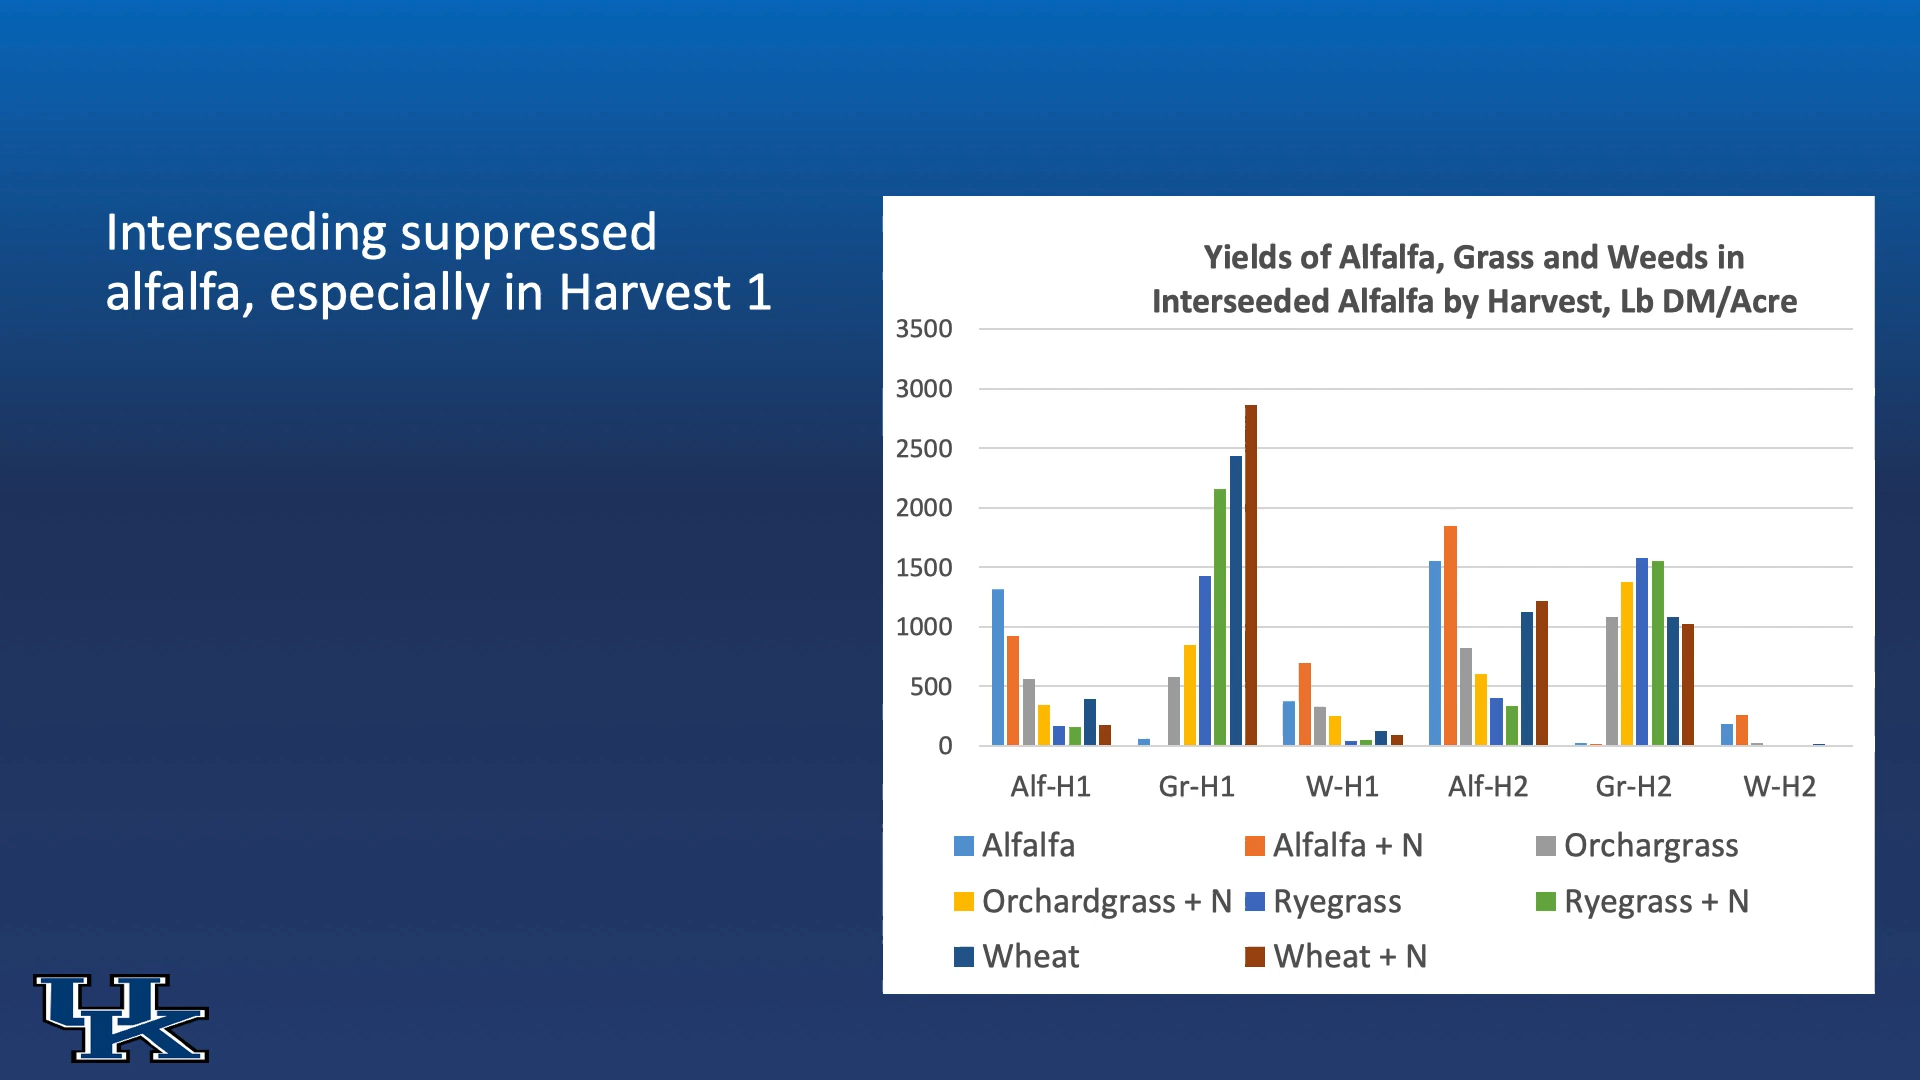 Interseeding suppressed
alfalfa, especially in Harvest 1
Yields of Alfalfa, Grass and Weeds in
Interseeded Alfalfa by Harvest, Lb DM/Acre
3500
3000
2500
2000
1500
1000
500
0
Alf-H1 Gr-H1 W-H1 Alf-H2 Gr-H2 W-H2
Alfalfa Alfalfa + N Orchargrass
Orchardgrass + N Ryegrass Ryegrass + N
Wheat Wheat + N
UK